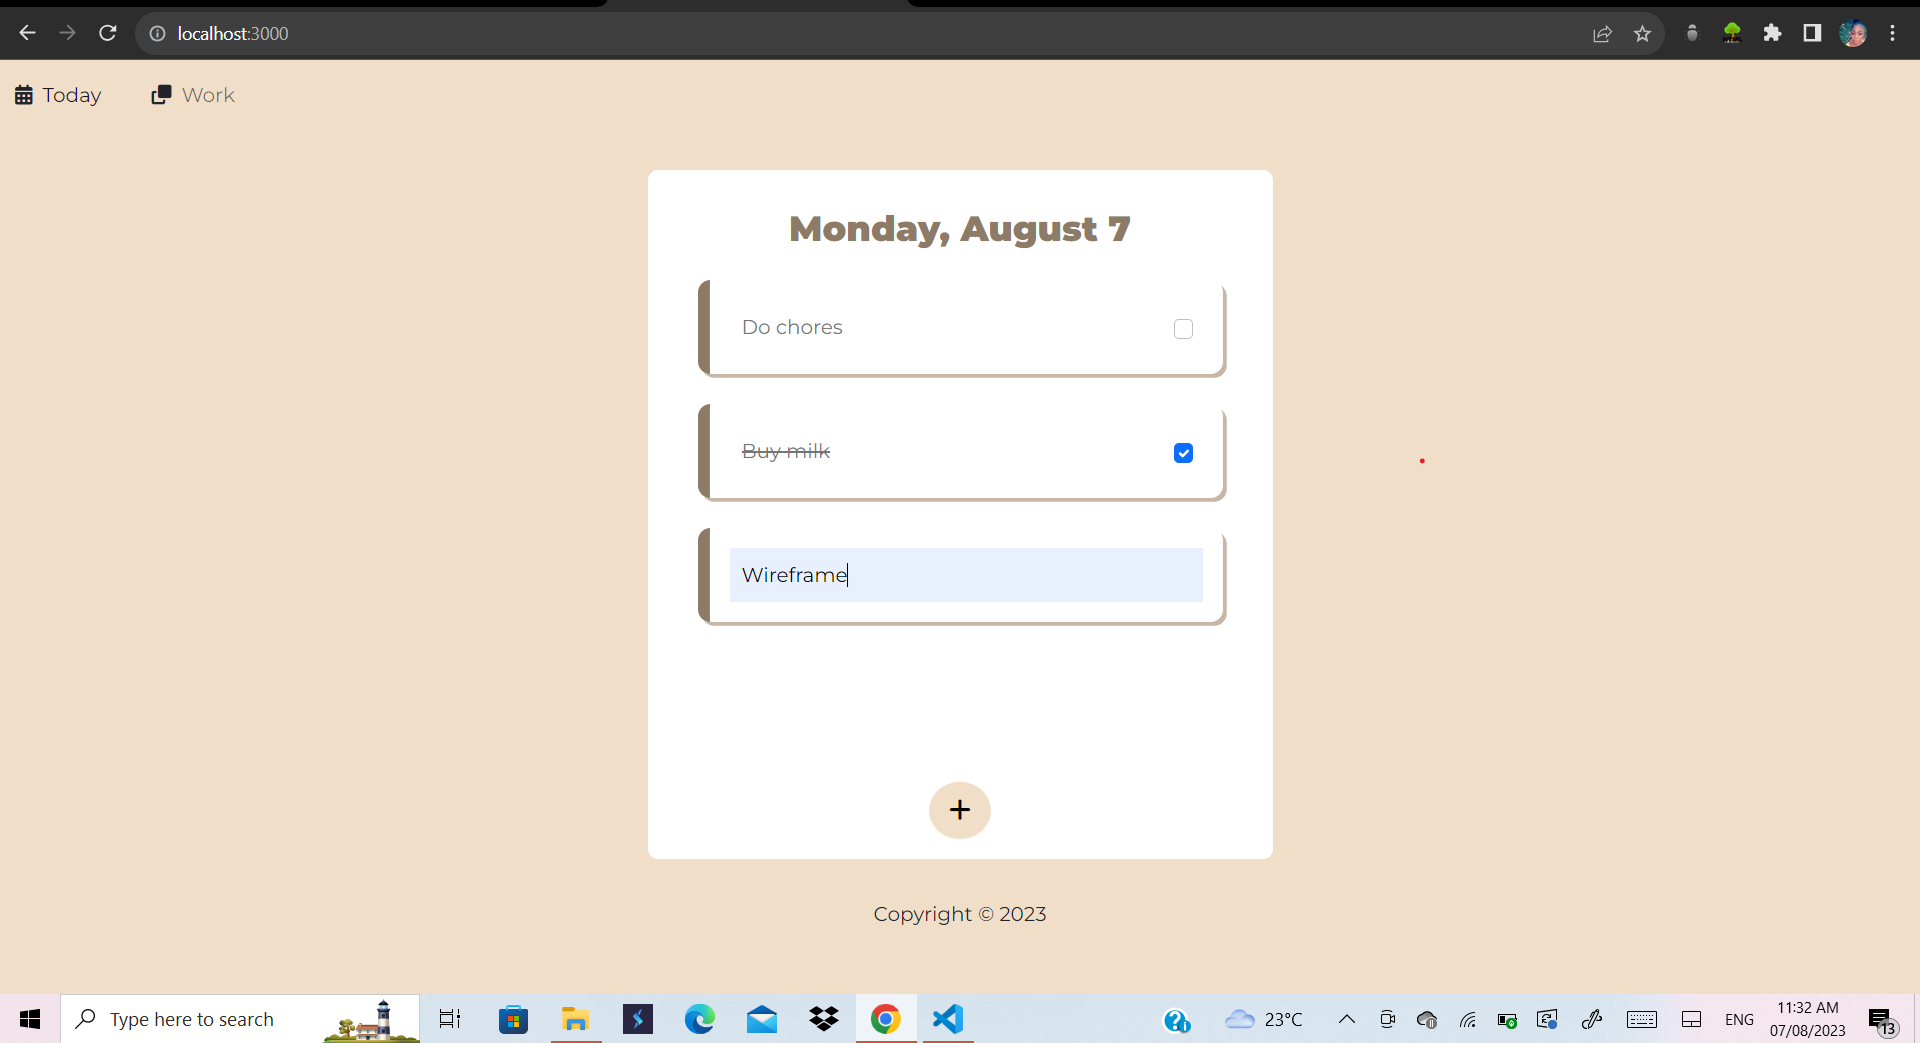 localhost:3000
Today Work
Monday, August 7
Do chores
Buy milk
Wireframe
Copyright © 2023
Type here to search
23°C
ENG
11:32 AM
07/08/2023
13